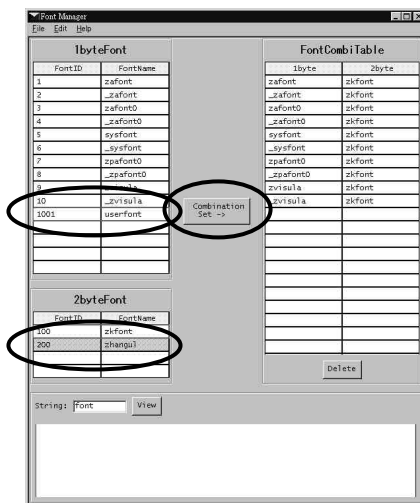 Font Manager
File Edit Help
1byteFont
FontID FontName
1 zafont
2 _zafont
3 zafont0
4 _zafont0
5 sysfont
6 _sysfont
7 zpafont0
8 _zpafont0
9 zvisula
10 _zvisula
1001 userfont
2byteFont
FontID FontName
100 zkfont
200 zhangul
Combination
Set ->
FontCombiTable
1byte 2byte
zafont zkfont
_zafont zkfont
zafont0 zkfont
_zafont0 zkfont
sysfont zkfont
_sysfont zkfont
zpafont0 zkfont
_zpafont0 zkfont
zvisula zkfont
_zvisula zkfont
Delete
String: font View